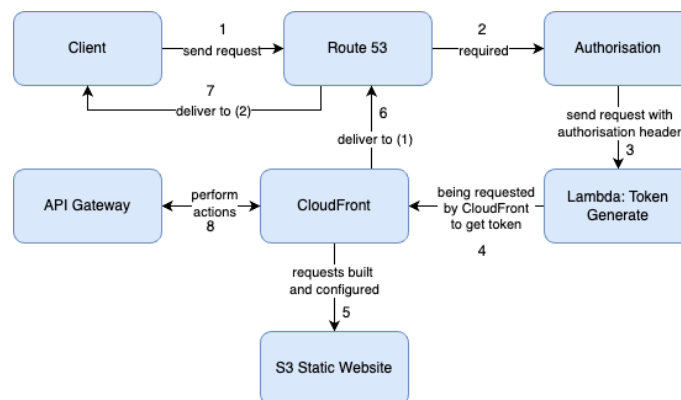 1
2
Client
send request
Route 53
required
Authorisation
7
deliver to (2)
6
deliver to (1)
send request with
authorisation header
3
API Gateway
perform
actions
8
CloudFront
being requested
by CloudFront
to get token
4
Lambda: Token
Generate
requests built
and configured
5
S3 Static Website